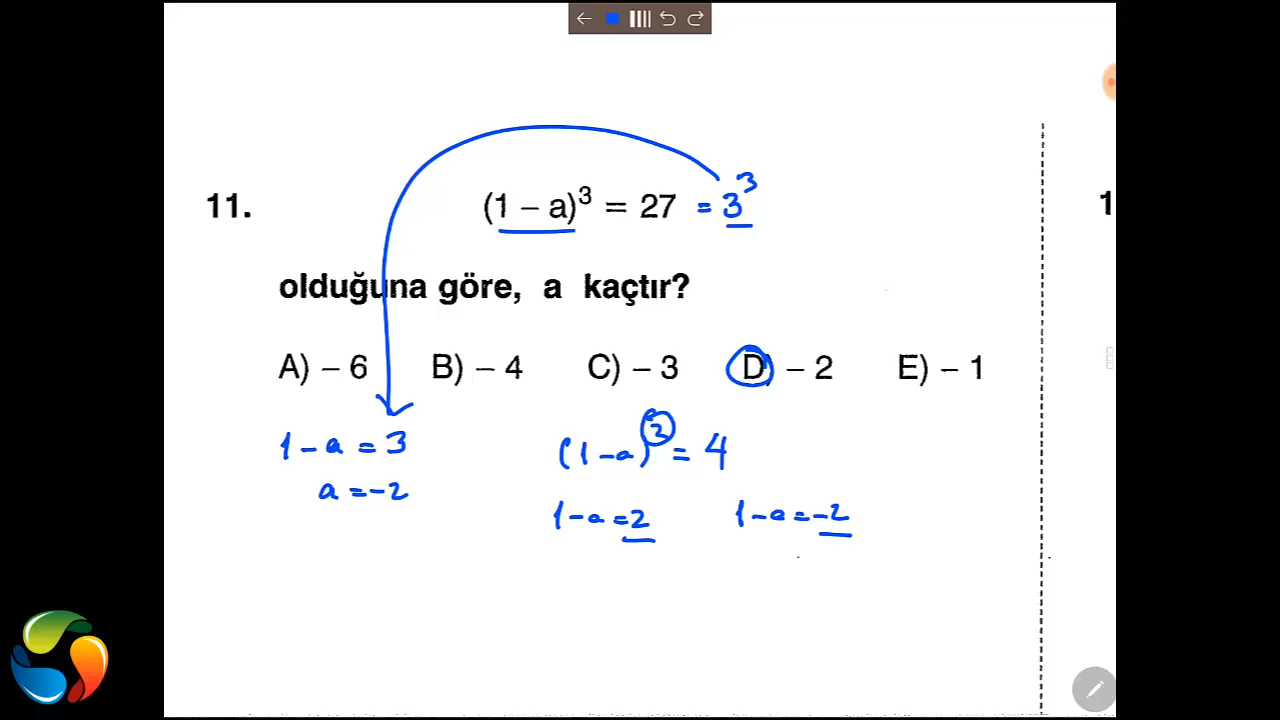 11. (1 – a)³ = 27 = 3³
olduğuna göre, a kaçtır?
A) – 6 B) – 4 C) – 3 D) – 2 E) – 1
1 – a = 3 (1 – a)² = 4
a = –2
1 – a = 2 1 – a = –2
1